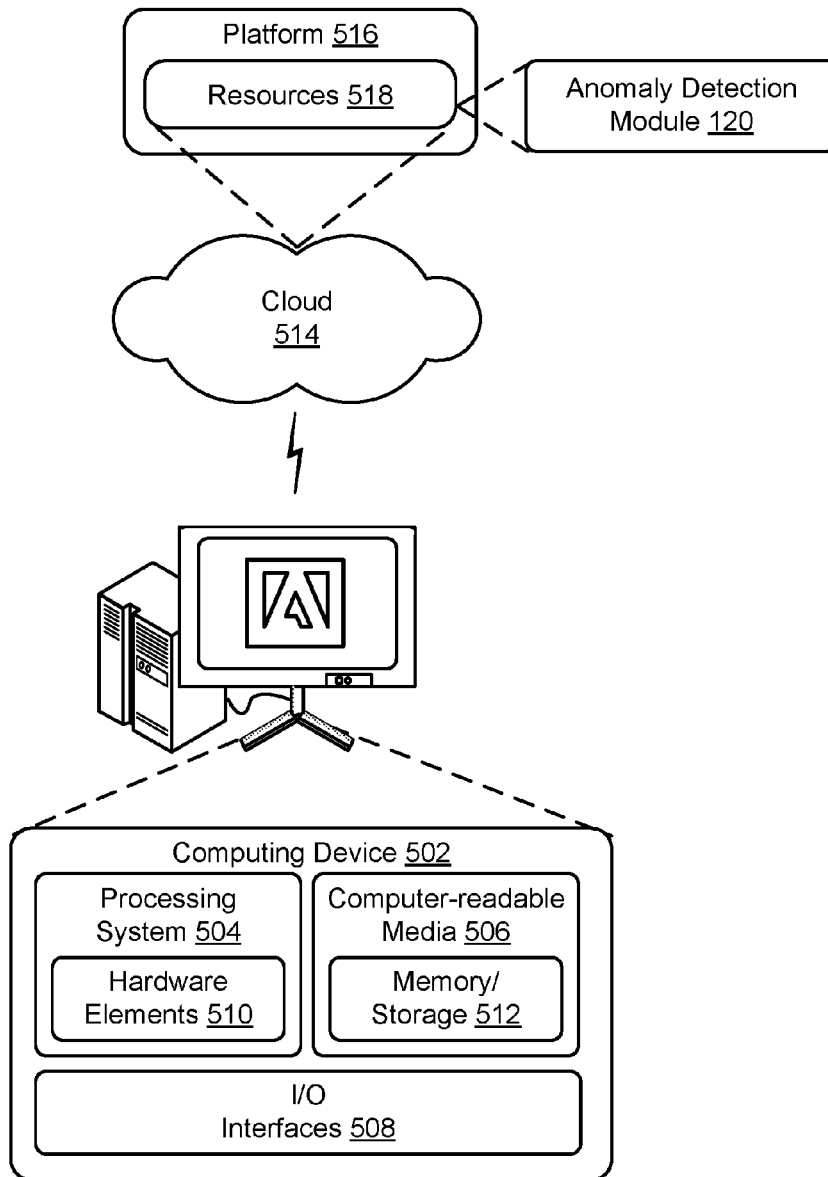 Platform 516
Resources 518
Anomaly Detection
Module 120
Cloud
514
Computing Device 502
Processing
System 504
Hardware
Elements 510
Computer-readable
Media 506
Memory/
Storage 512
I/O
Interfaces 508